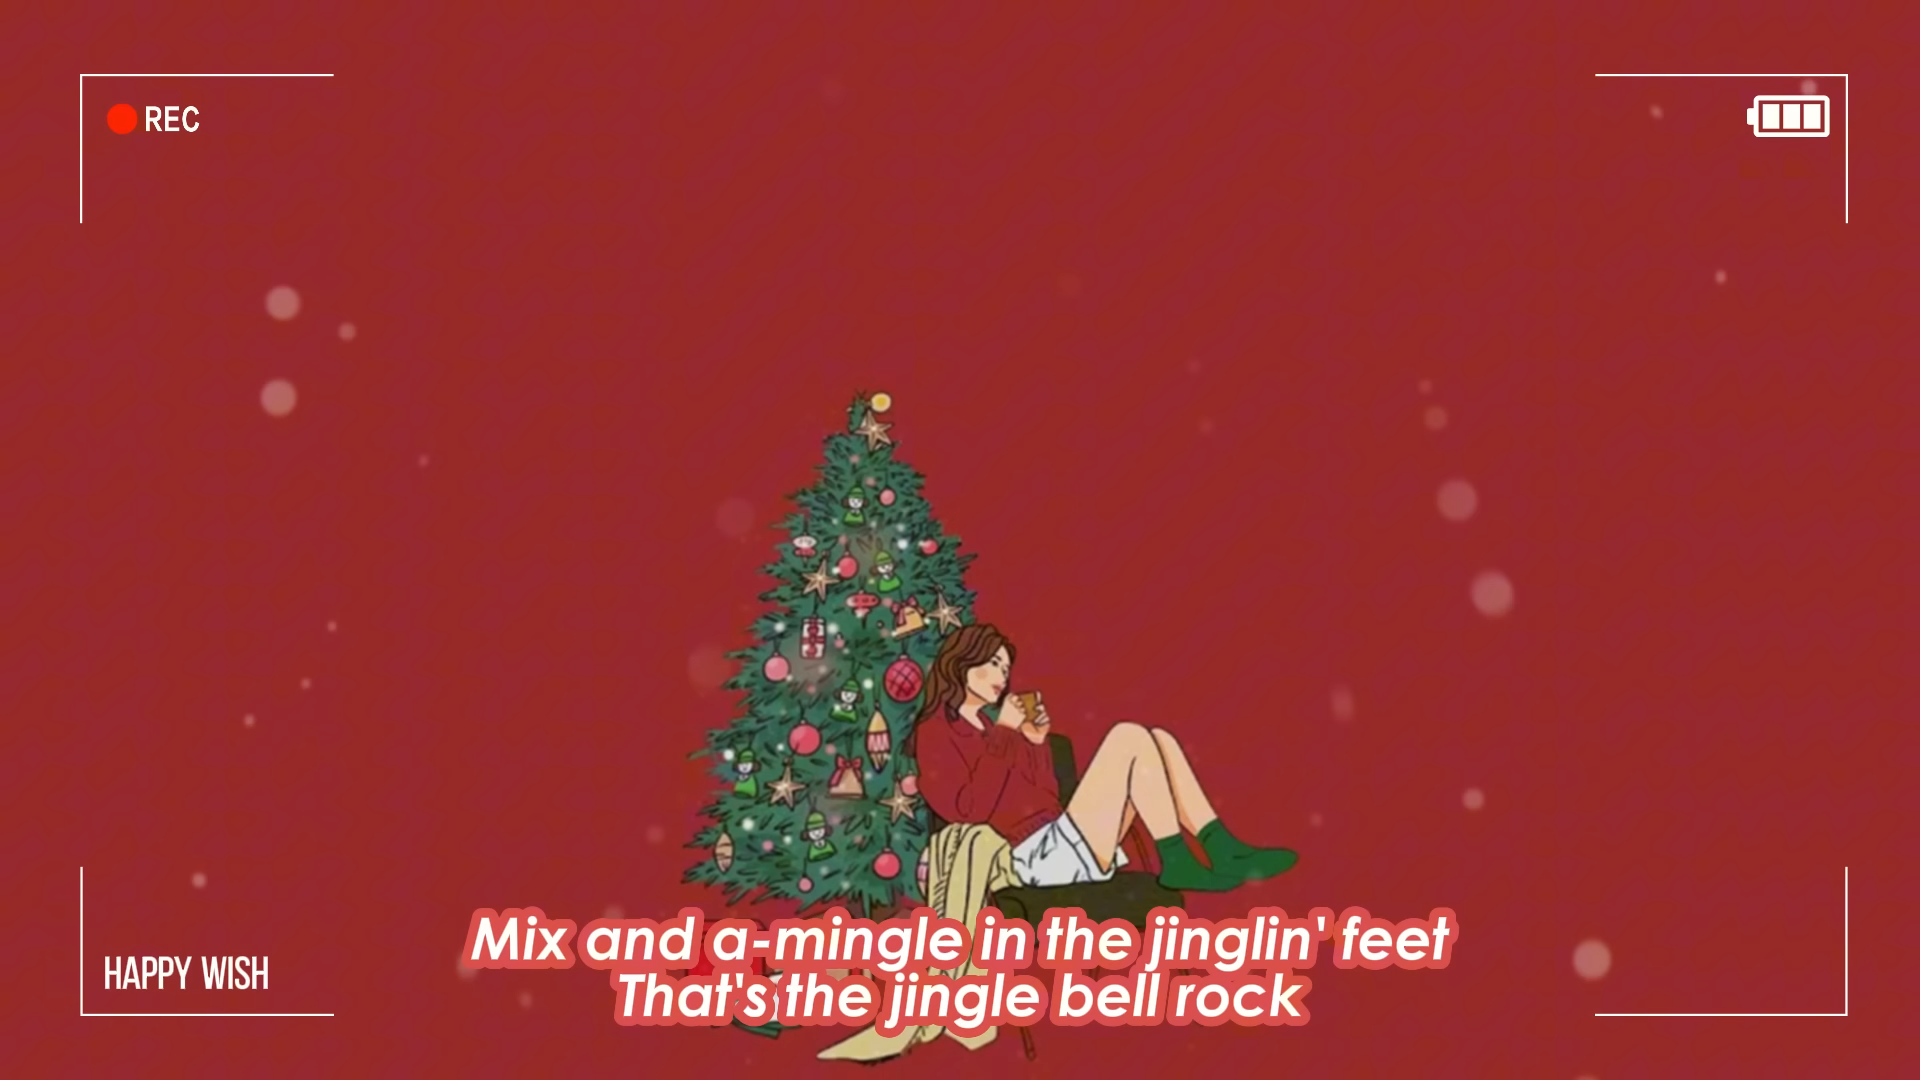 REC
HAPPY WISH
Mix and a-mingle in the jinglin' feet
That's the jingle bell rock